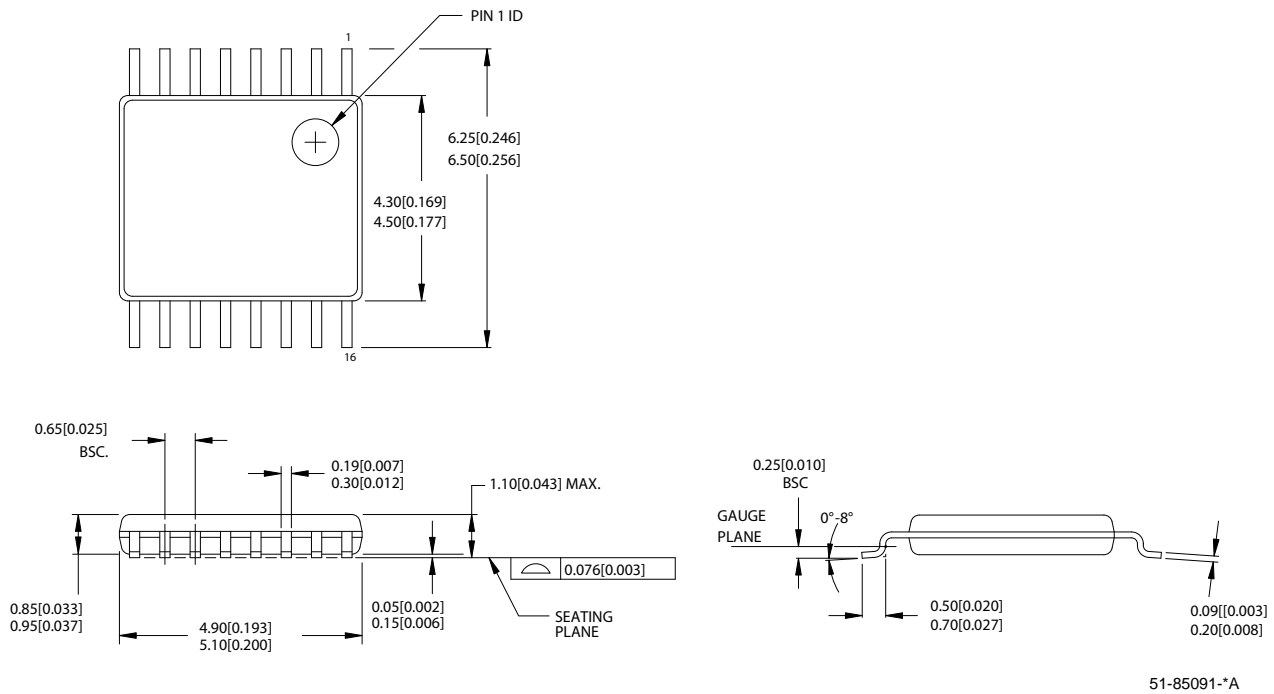 PIN 1 ID
1
6.25[0.246]
6.50[0.256]
4.30[0.169]
4.50[0.177]
16
0.65[0.025]
BSC.
0.19[0.007]
0.30[0.012]
1.10[0.043] MAX.
0.076[0.003]
0.85[0.033]
0.95[0.037]
4.90[0.193]
5.10[0.200]
0.05[0.002]
0.15[0.006]
SEATING
PLANE
0.25[0.010]
BSC
GAUGE
PLANE
0°-8°
0.50[0.020]
0.70[0.027]
0.09[[0.003]
0.20[0.008]
51-85091-*A